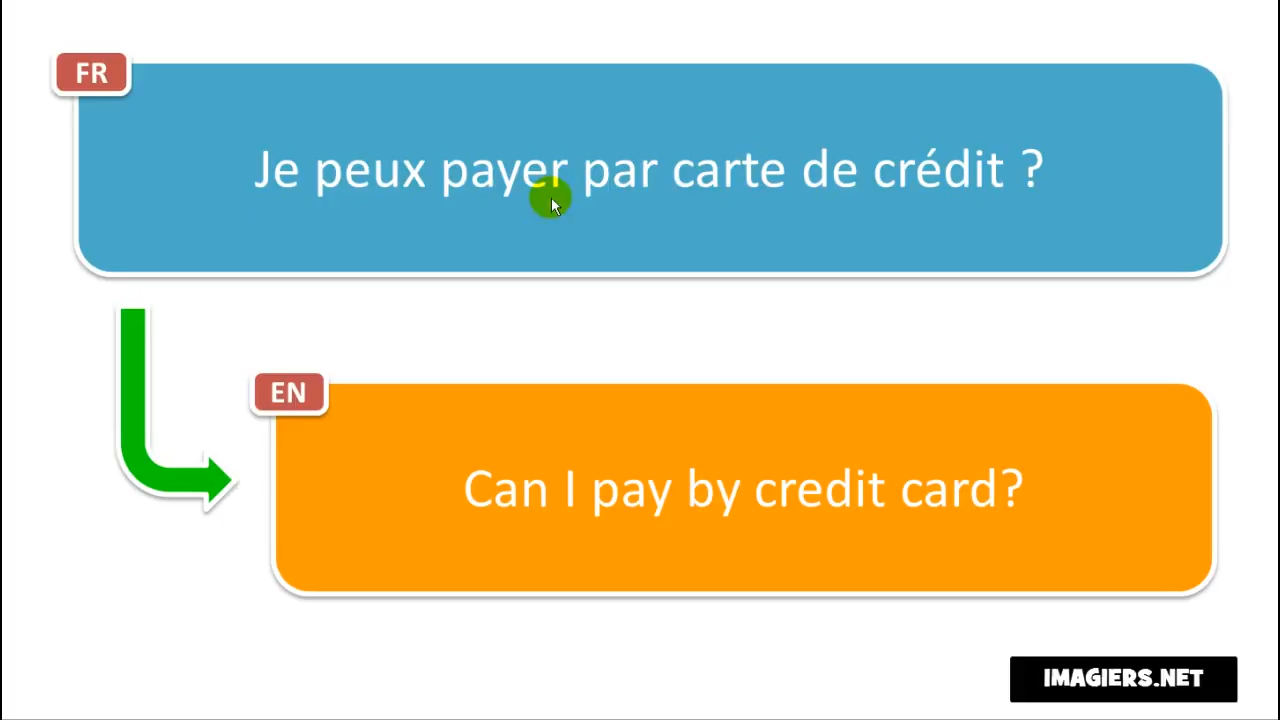 FR
Je peux payer par carte de crédit ?
EN
Can I pay by credit card?
IMAGIERS.NET